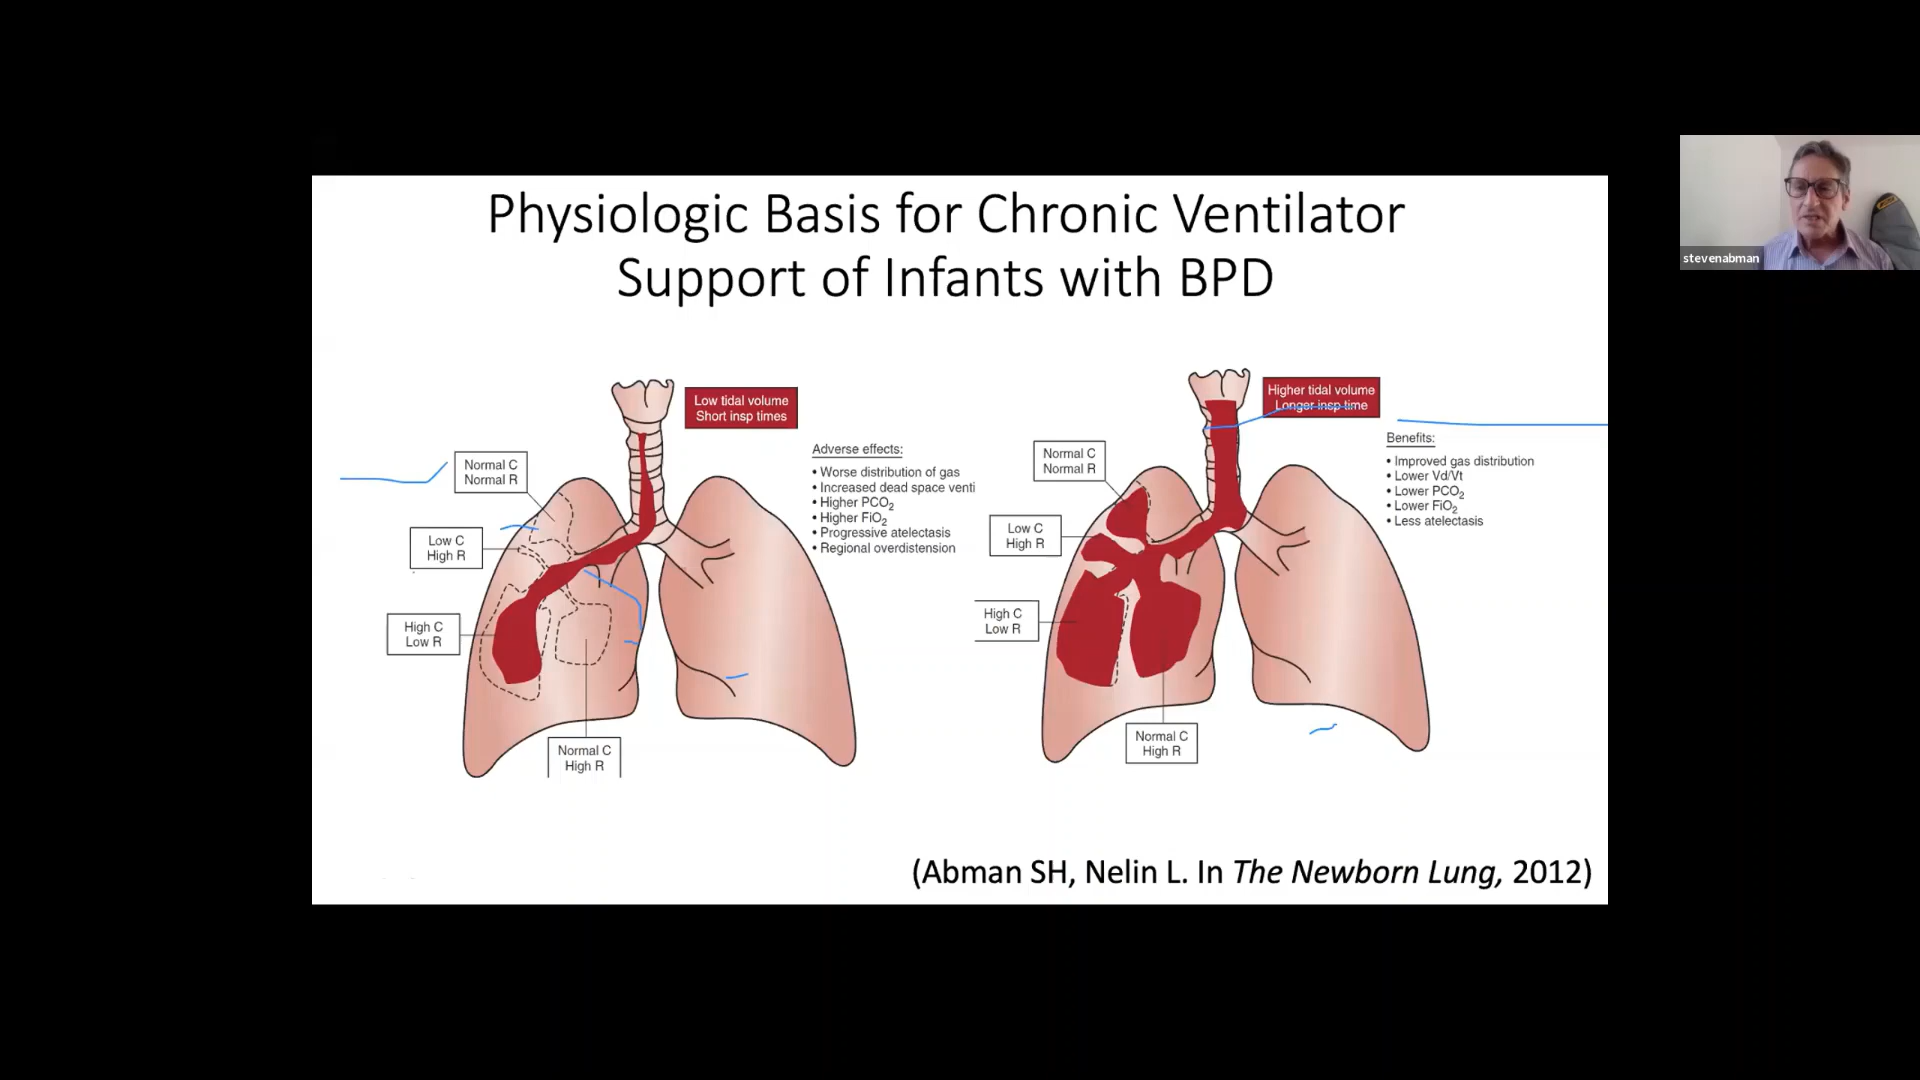 Physiologic Basis for Chronic Ventilator
Support of Infants with BPD
stevenabman
Low tidal volume
Short insp times
Normal C
Normal R
Low C
High R
High C
Low R
Normal C
High R
Adverse effects:
• Worse distribution of gas
• Increased dead space venti
• Higher PCO2
• Higher FiO2
• Progressive atelectasis
• Regional overdistension
Higher tidal volume
Longer insp time
Normal C
Normal R
Low C
High R
High C
Low R
Normal C
High R
Benefits:
• Improved gas distribution
• Lower Vd/Vt
• Lower PCO2
• Lower FiO2
• Less atelectasis
(Abman SH, Nelin L. In The Newborn Lung, 2012)